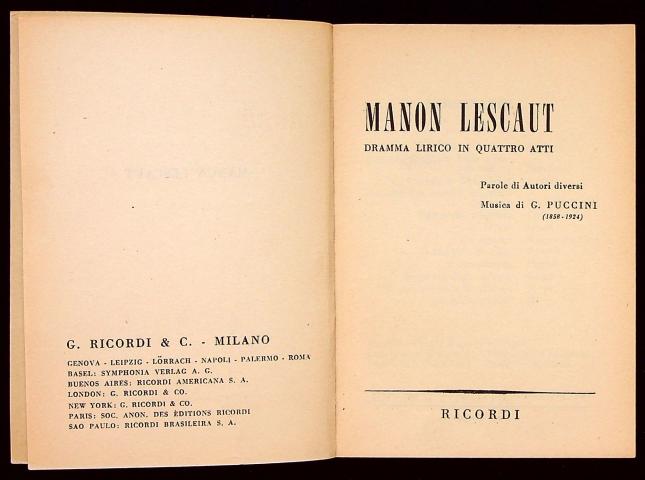 G. RICORDI & C. - MILANO
GENOVA - LEIPZIG - LÖRRACH - NAPOLI - PALERMO - ROMA
BASEL: SYMPHONIA VERLAG A. G.
BUENOS AIRES: RICORDI AMERICANA S. A.
LONDON: G. RICORDI & CO.
NEW YORK: G. RICORDI & CO.
PARIS: SOC. ANON. DES ÉDITIONS RICORDI
SAO PAULO: RICORDI BRASILEIRA S. A.
MANON LESCAUT
DRAMMA LIRICO IN QUATTRO ATTI
Parole di Autori diversi
Musica di G. PUCCINI
(1858-1924)
RICORDI